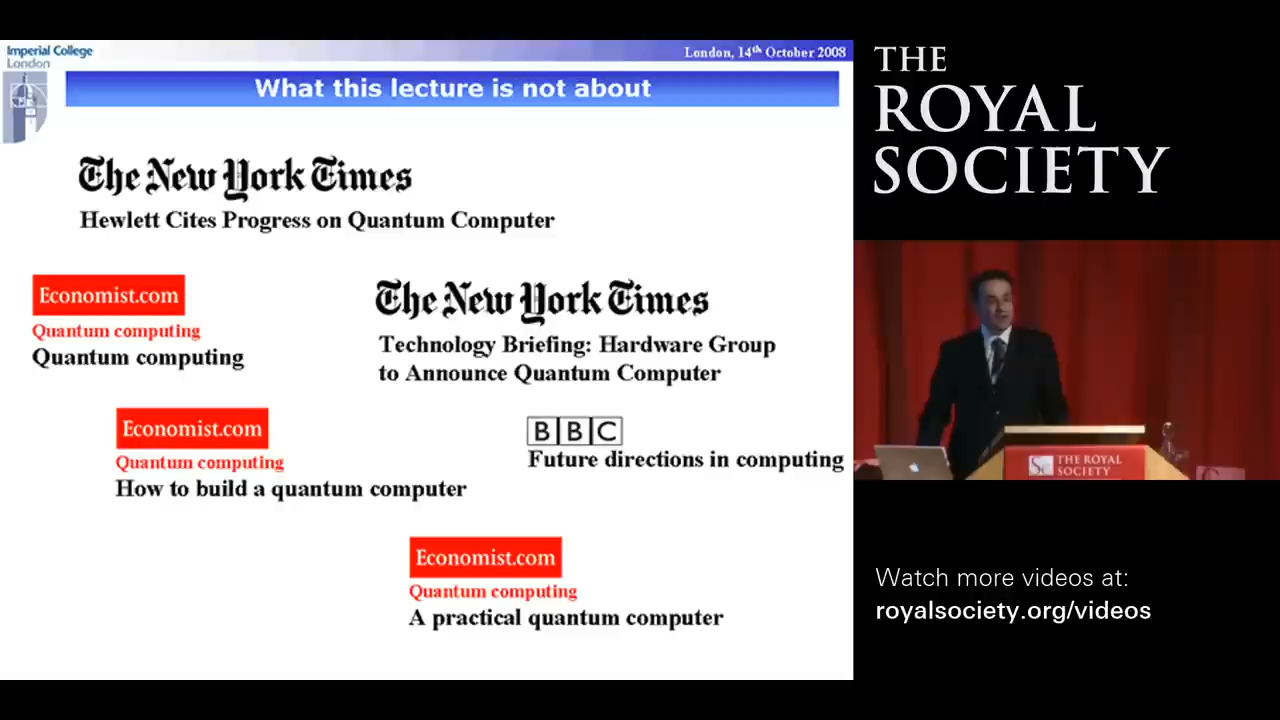 Imperial College
London
London, 14th October 2008
What this lecture is not about
The New York Times
Hewlett Cites Progress on Quantum Computer
Economist.com
Quantum computing
Quantum computing
The New York Times
Technology Briefing: Hardware Group
to Announce Quantum Computer
Economist.com
Quantum computing
How to build a quantum computer
BBC
Future directions in computing
Economist.com
Quantum computing
A practical quantum computer
THE
ROYAL
SOCIETY
THE ROYAL
SOCIETY
Watch more videos at:
royalsociety.org/videos